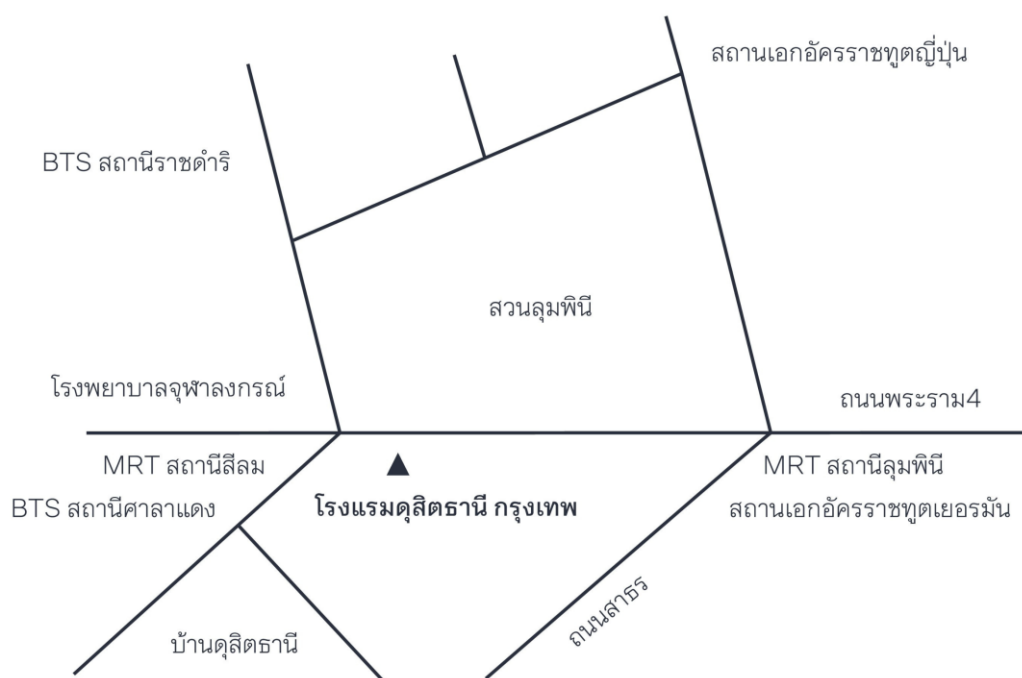 สถานเอกอัครราชทูตญี่ปุ่น
BTS สถานีราชดำริ
สวนลุมพินี
โรงพยาบาลจุฬาลงกรณ์
ถนนพระราม4
MRT สถานีสีลม
MRT สถานีลุมพินี
BTS สถานีศาลาแดง
โรงแรมดุสิตธานี กรุงเทพ
สถานเอกอัครราชทูตเยอรมัน
ถนนสาธร
บ้านดุสิตธานี